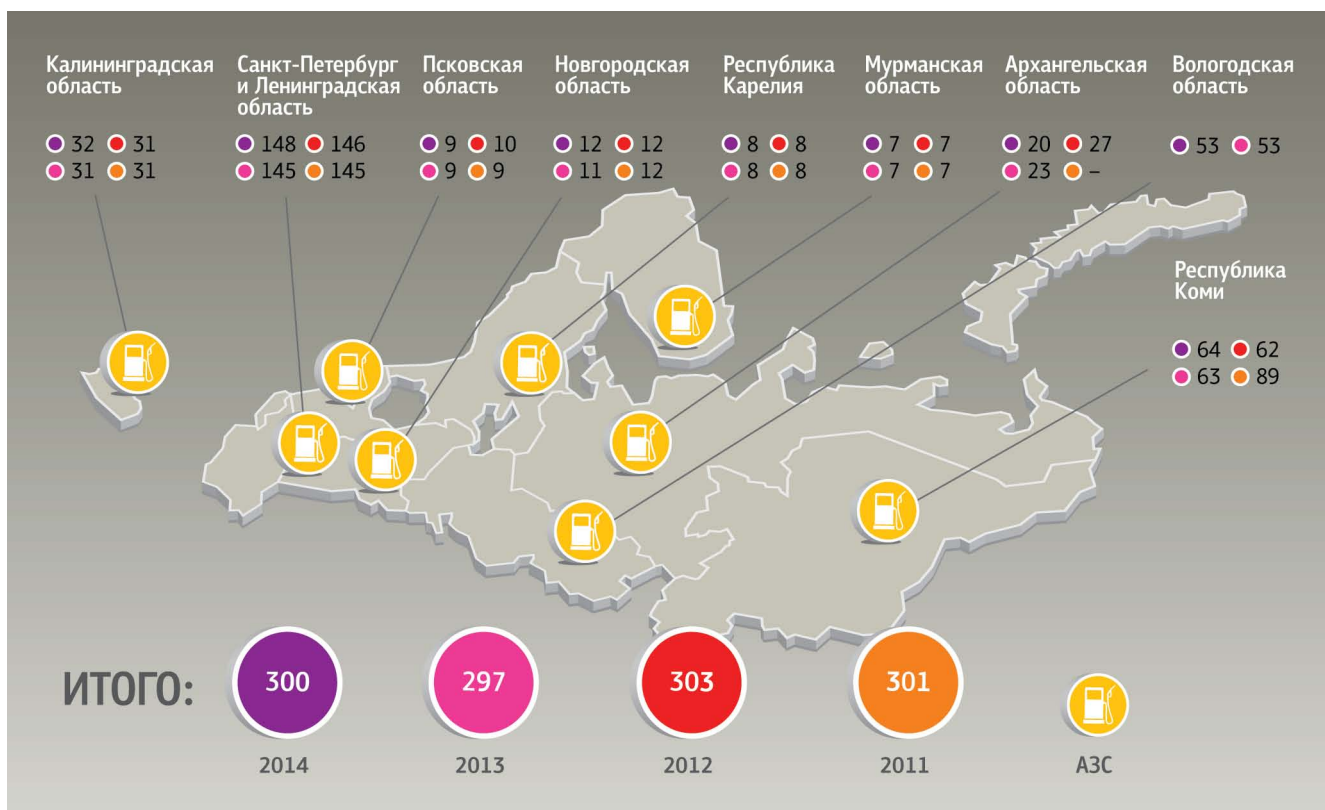 Калининградская
область
32 31
31 31
Санкт-Петербург
и Ленинградская
область
148 146
145 145
Псковская
область
9 10
9 9
Новгородская
область
12 12
11 12
Республика
Карелия
8 8
8 8
Мурманская
область
7 7
7 7
Архангельская
область
20 27
23 –
Вологодская
область
53 53
Республика
Коми
64 62
63 89
ИТОГО:
300 297 303 301
2014 2013 2012 2011 АЗС